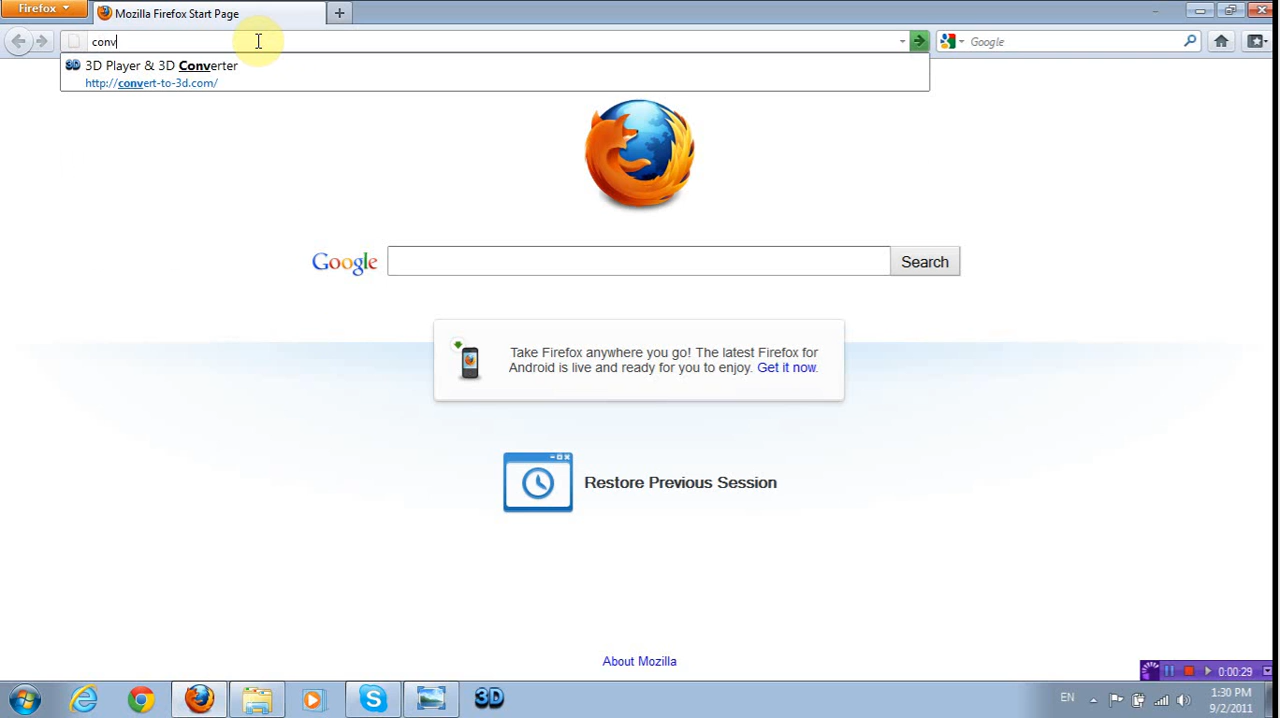 Firefox
Mozilla Firefox Start Page
conv
Google
3D Player & 3D Converter
http://convert-to-3d.com/
Google
Search
Take Firefox anywhere you go! The latest Firefox for
Android is live and ready for you to enjoy. Get it now.
Restore Previous Session
About Mozilla
0:00:29
3D
EN
1:30 PM
9/2/2011